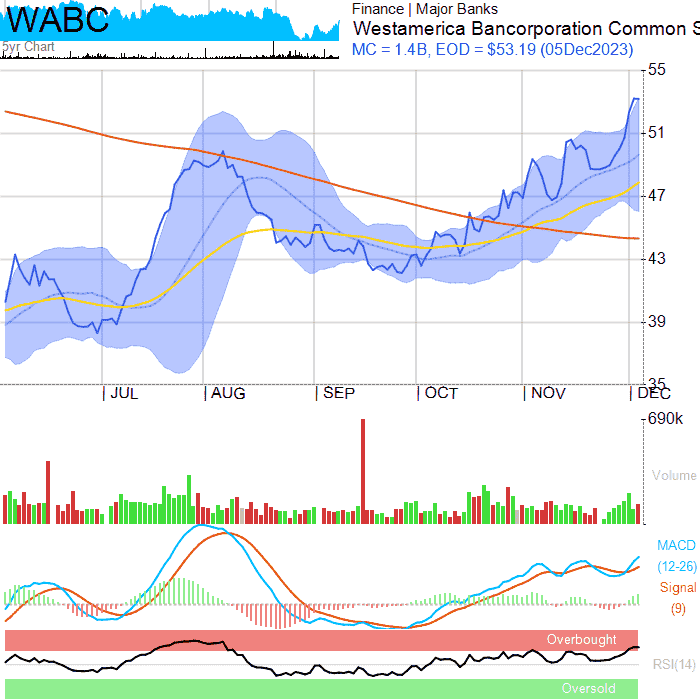 WABC
5yr Chart
Finance | Major Banks
Westamerica Bancorporation Common S
MC = 1.4B, EOD = $53.19 (05Dec2023)
55
51
47
43
39
35
| JUL | AUG | SEP | OCT | NOV | DEC
690k
Volume
MACD
(12-26)
Signal
(9)
Overbought
RSI(14)
Oversold